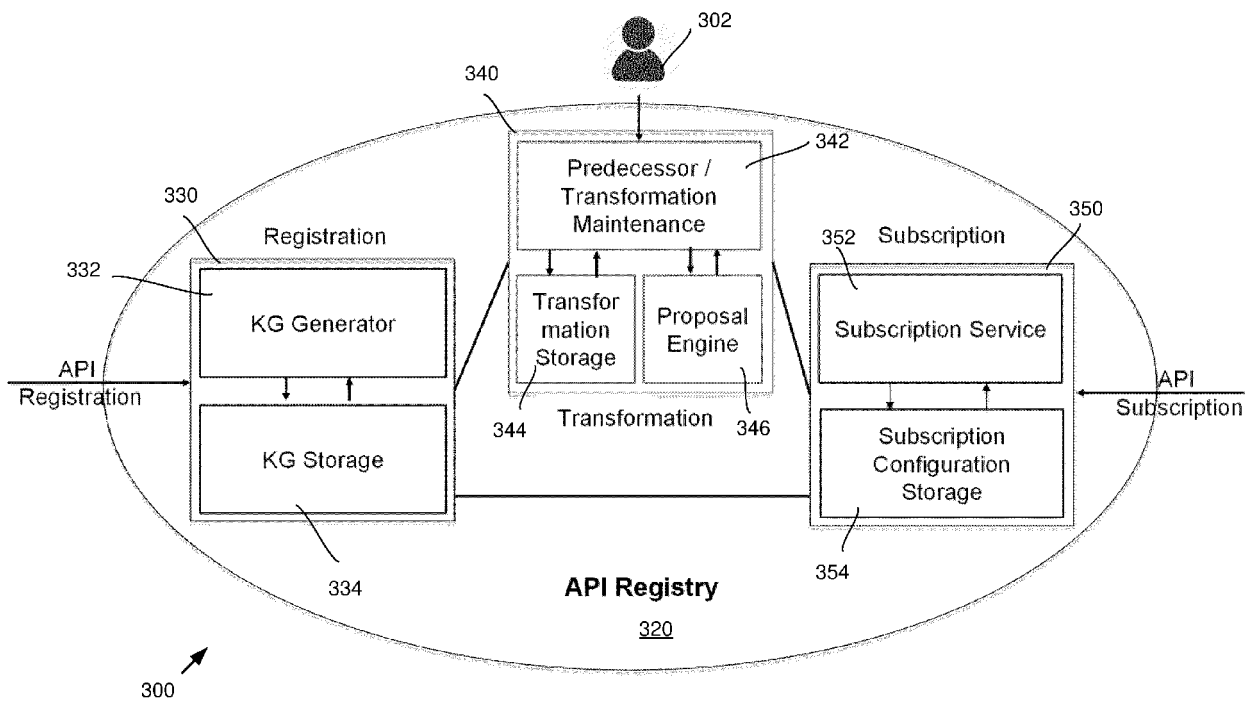 302
340
342
Predecessor /
Transformation
Maintenance
330
Registration
332
350
352
Subscription
KG Generator
Transfor
mation
Storage
Proposal
Engine
Subscription Service
API
Registration
API
Subscription
344
Transformation
346
KG Storage
Subscription
Configuration
Storage
334
354
API Registry
320
300